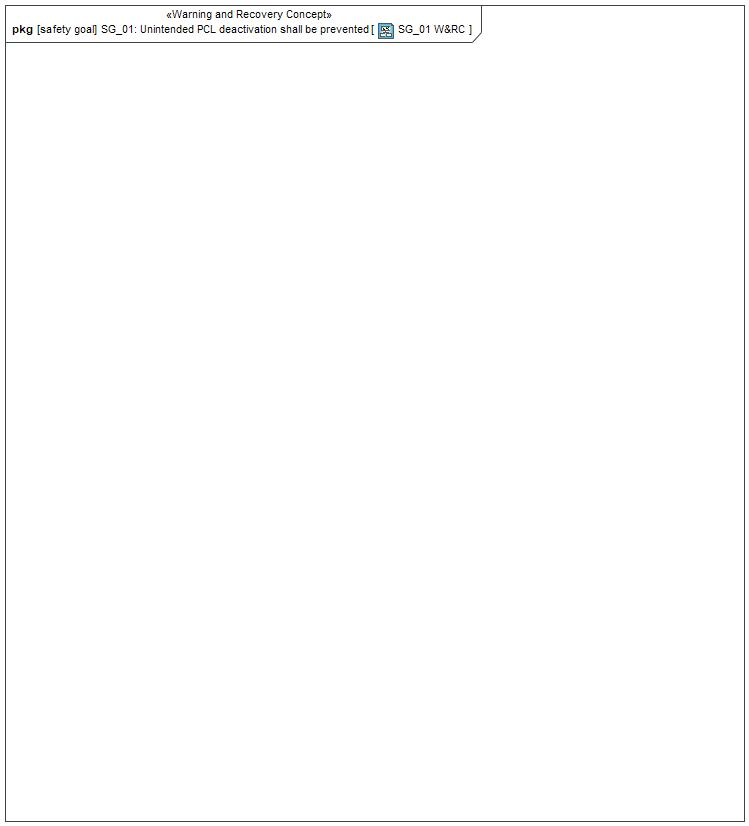 «Warning and Recovery Concept»
pkg [safety goal] SG_01: Unintended PCL deactivation shall be prevented [ SG_01 W&RC ]